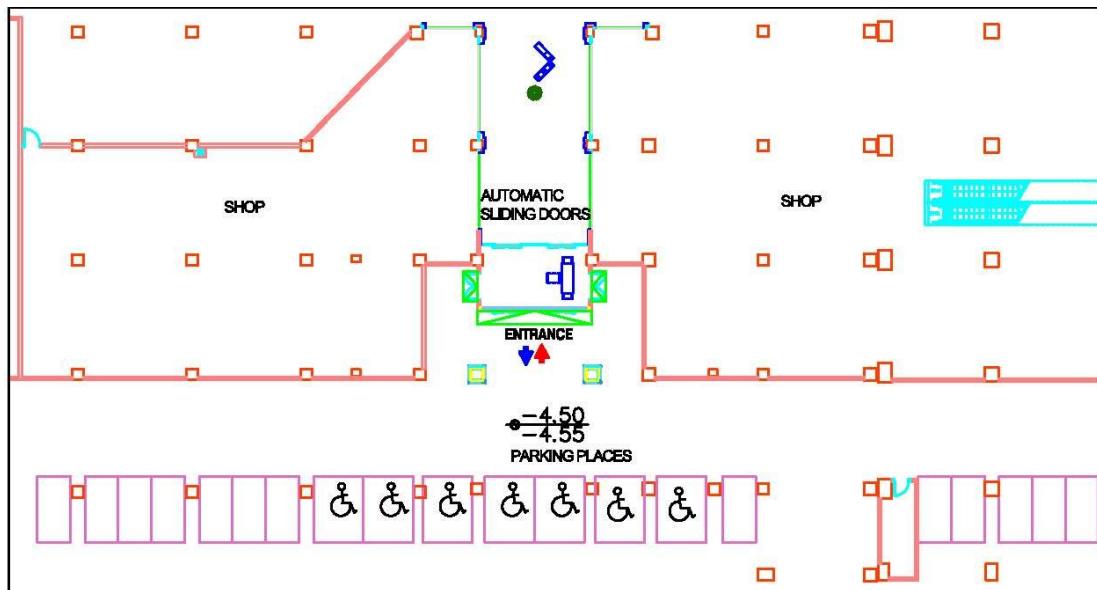 SHOP
AUTOMATIC
SLIDING DOORS
SHOP
ENTRANCE
-4.50
-4.55
PARKING PLACES